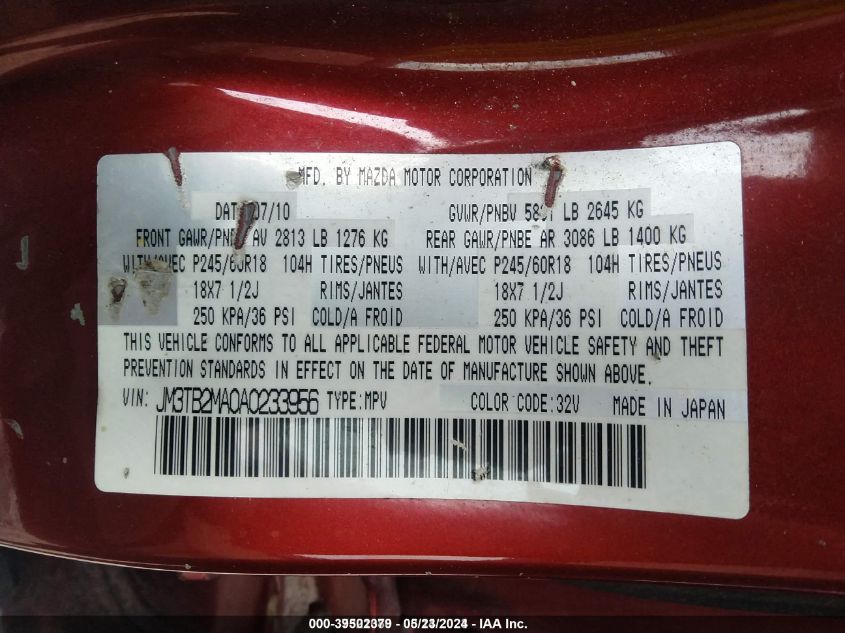 MFD. BY MAZDA MOTOR CORPORATION
07/10 GVWR/PNBV LB 2645 KG
FRONT AV 2813 LB 1276 KG REAR GAWR/PNBE AR 3086 LB 1400 KG
WITH/AVEC P245/60R18 104H TIRES/PNEUS WITH/AVEC P245/60R18 104H TIRES/PNEUS
18X7 1/2J RIMS/JANTES 18X7 1/2J RIMS/JANTES
250 KPA/36 PSI COLD/A FROID 250 KPA/36 PSI COLD/A FROID
THIS VEHICLE CONFORMS TO ALL APPLICABLE FEDERAL MOTOR VEHICLE SAFETY AND THEFT
PREVENTION STANDARDS IN EFFECT ON THE DATE OF MANUFACTURE SHOWN ABOVE.
VIN: JM3TB2MA0A0233956 TYPE:MPV COLOR CODE:32V MADE IN JAPAN
000-39502379 - 05/23/2024 - IAA Inc.